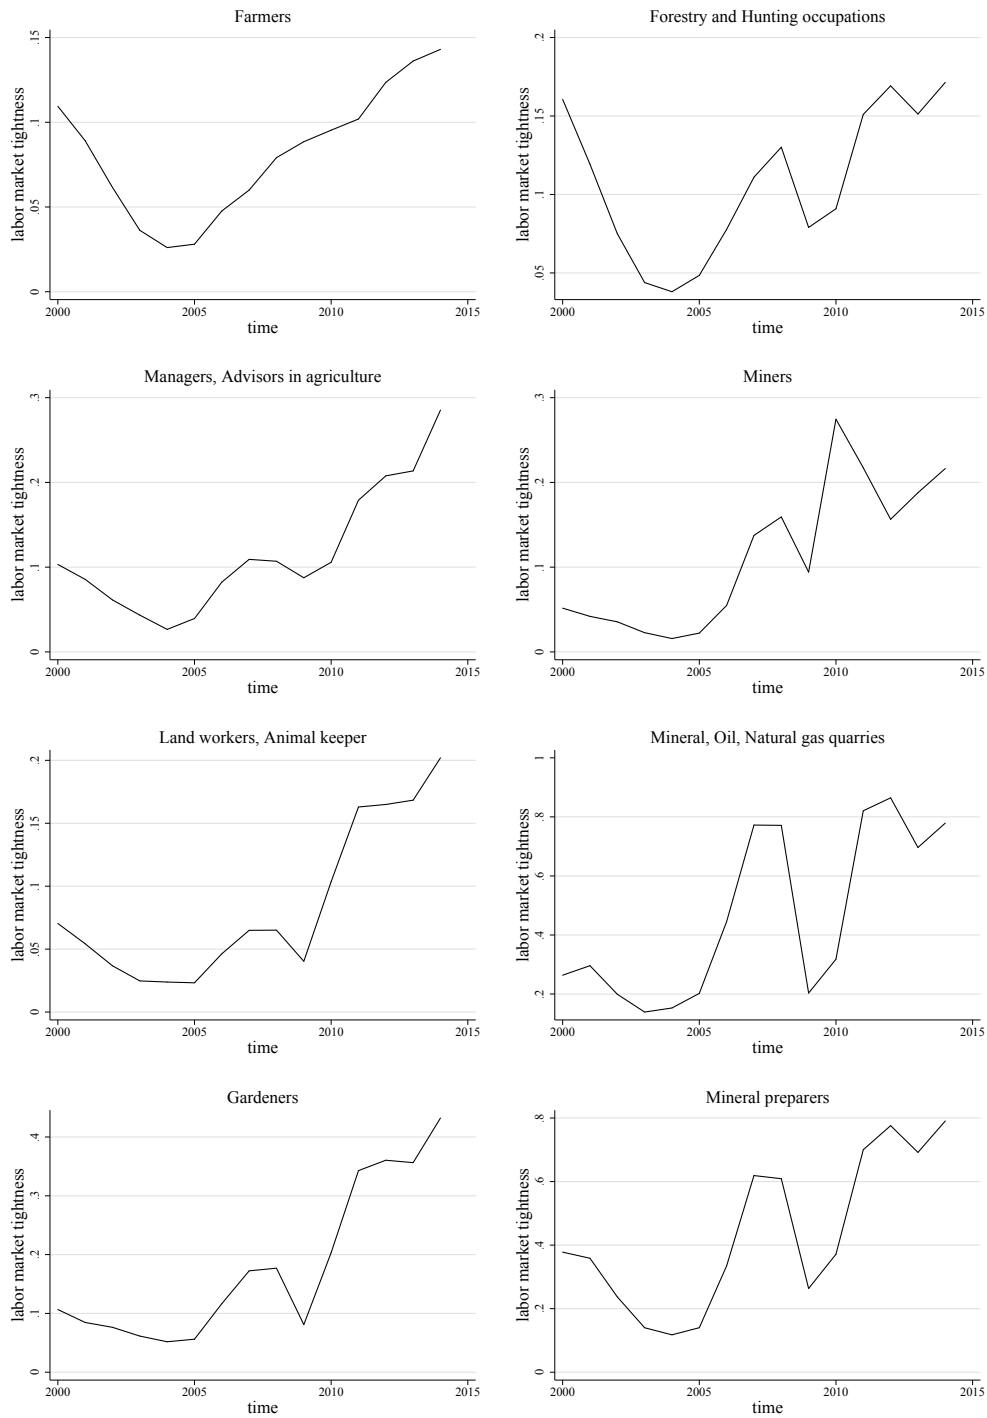 Farmers
labor market tightness
.15
.1
.05
0
2000 2005 2010 2015
time
Forestry and Hunting occupations
labor market tightness
.2
.15
.1
.05
2000 2005 2010 2015
time
Managers, Advisors in agriculture
labor market tightness
.3
.2
.1
0
2000 2005 2010 2015
time
Miners
labor market tightness
.3
.2
.1
0
2000 2005 2010 2015
time
Land workers, Animal keeper
labor market tightness
.2
.15
.1
.05
0
2000 2005 2010 2015
time
Mineral, Oil, Natural gas quarries
labor market tightness
1
.8
.6
.4
.2
2000 2005 2010 2015
time
Gardeners
labor market tightness
.4
.3
.2
.1
0
2000 2005 2010 2015
time
Mineral preparers
labor market tightness
.8
.6
.4
.2
0
2000 2005 2010 2015
time